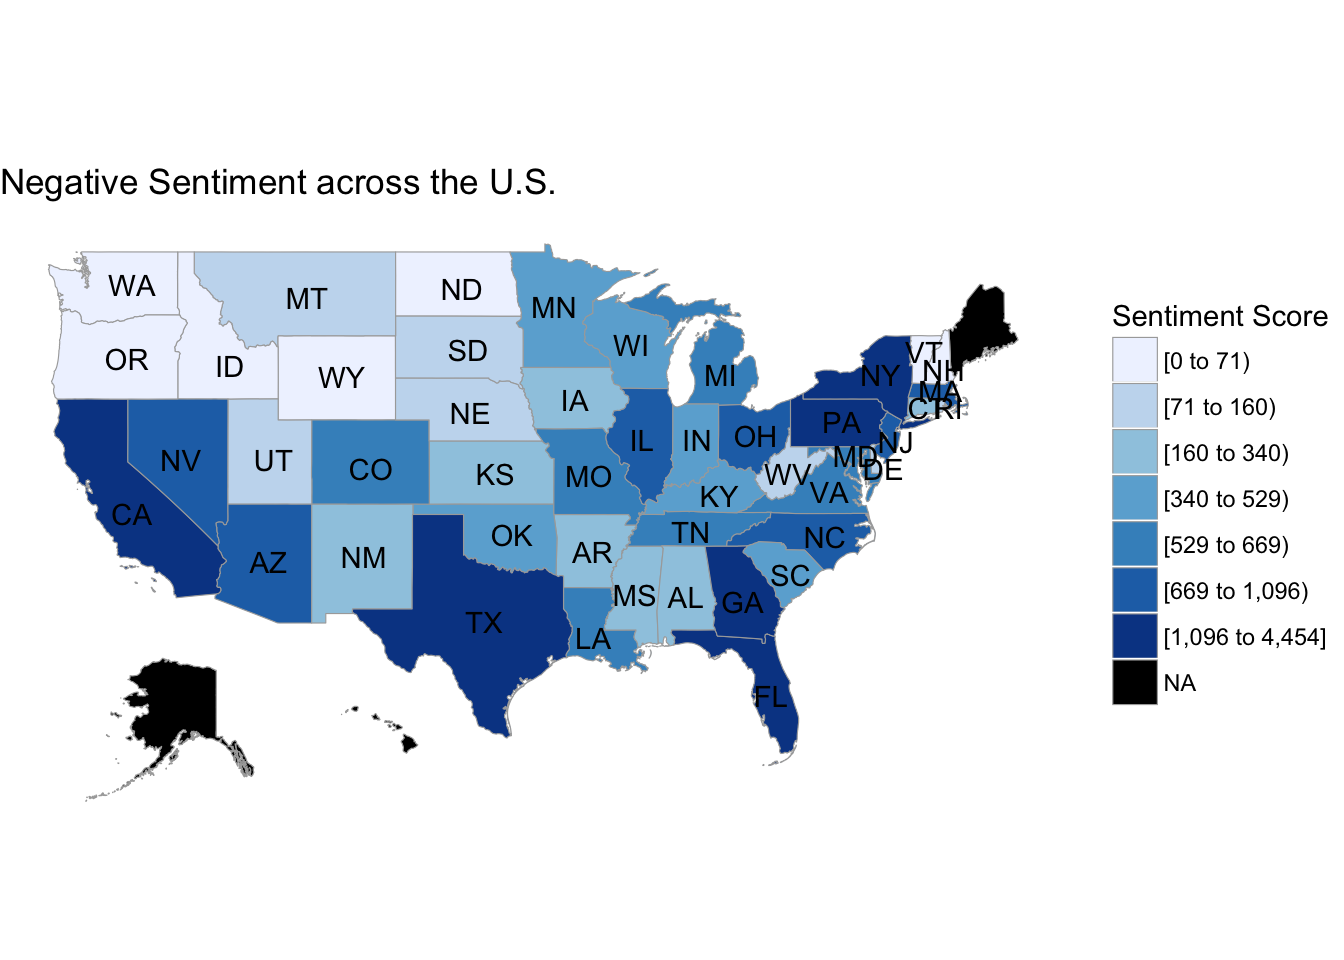 Negative Sentiment across the U.S.
WA
MT
ND
MN
OR
ID
WY
SD
WI
MI
VT
NH
NY
MA
NE
IA
CT
RI
PA
NV
UT
CO
KS
MO
IL
IN
OH
NJ
MD
DE
WV
VA
KY
CA
AZ
NM
OK
AR
TN
NC
SC
TX
LA
MS
AL
GA
FL
Sentiment Score
[0 to 71)
[71 to 160)
[160 to 340)
[340 to 529)
[529 to 669)
[669 to 1,096)
[1,096 to 4,454]
NA